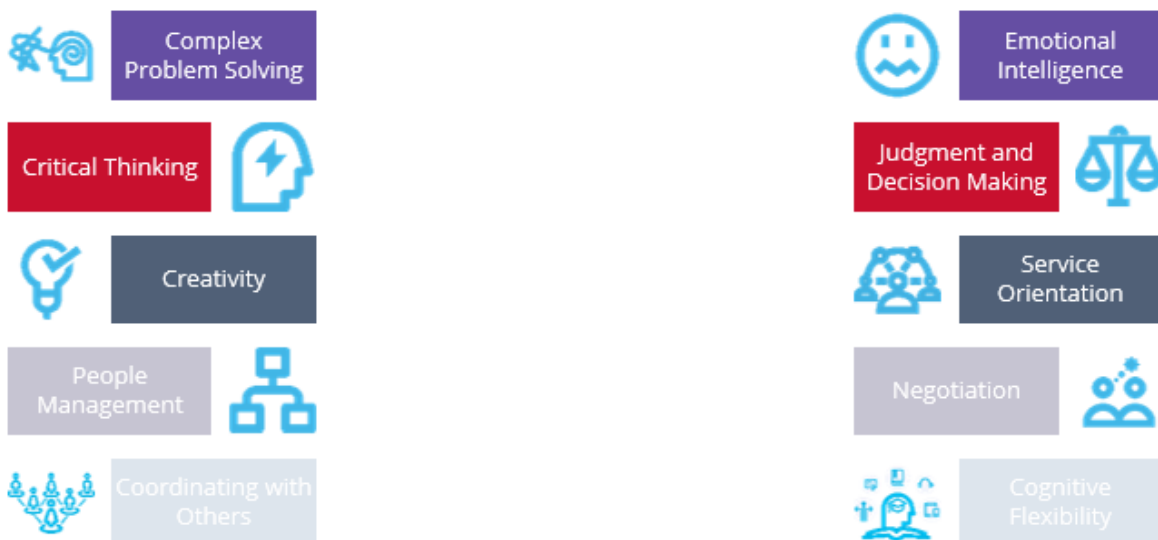 Complex
Problem Solving
Critical Thinking
Creativity
People
Management
Coordinating with
Others
Emotional
Intelligence
Judgment and
Decision Making
Service
Orientation
Negotiation
Cognitive
Flexibility